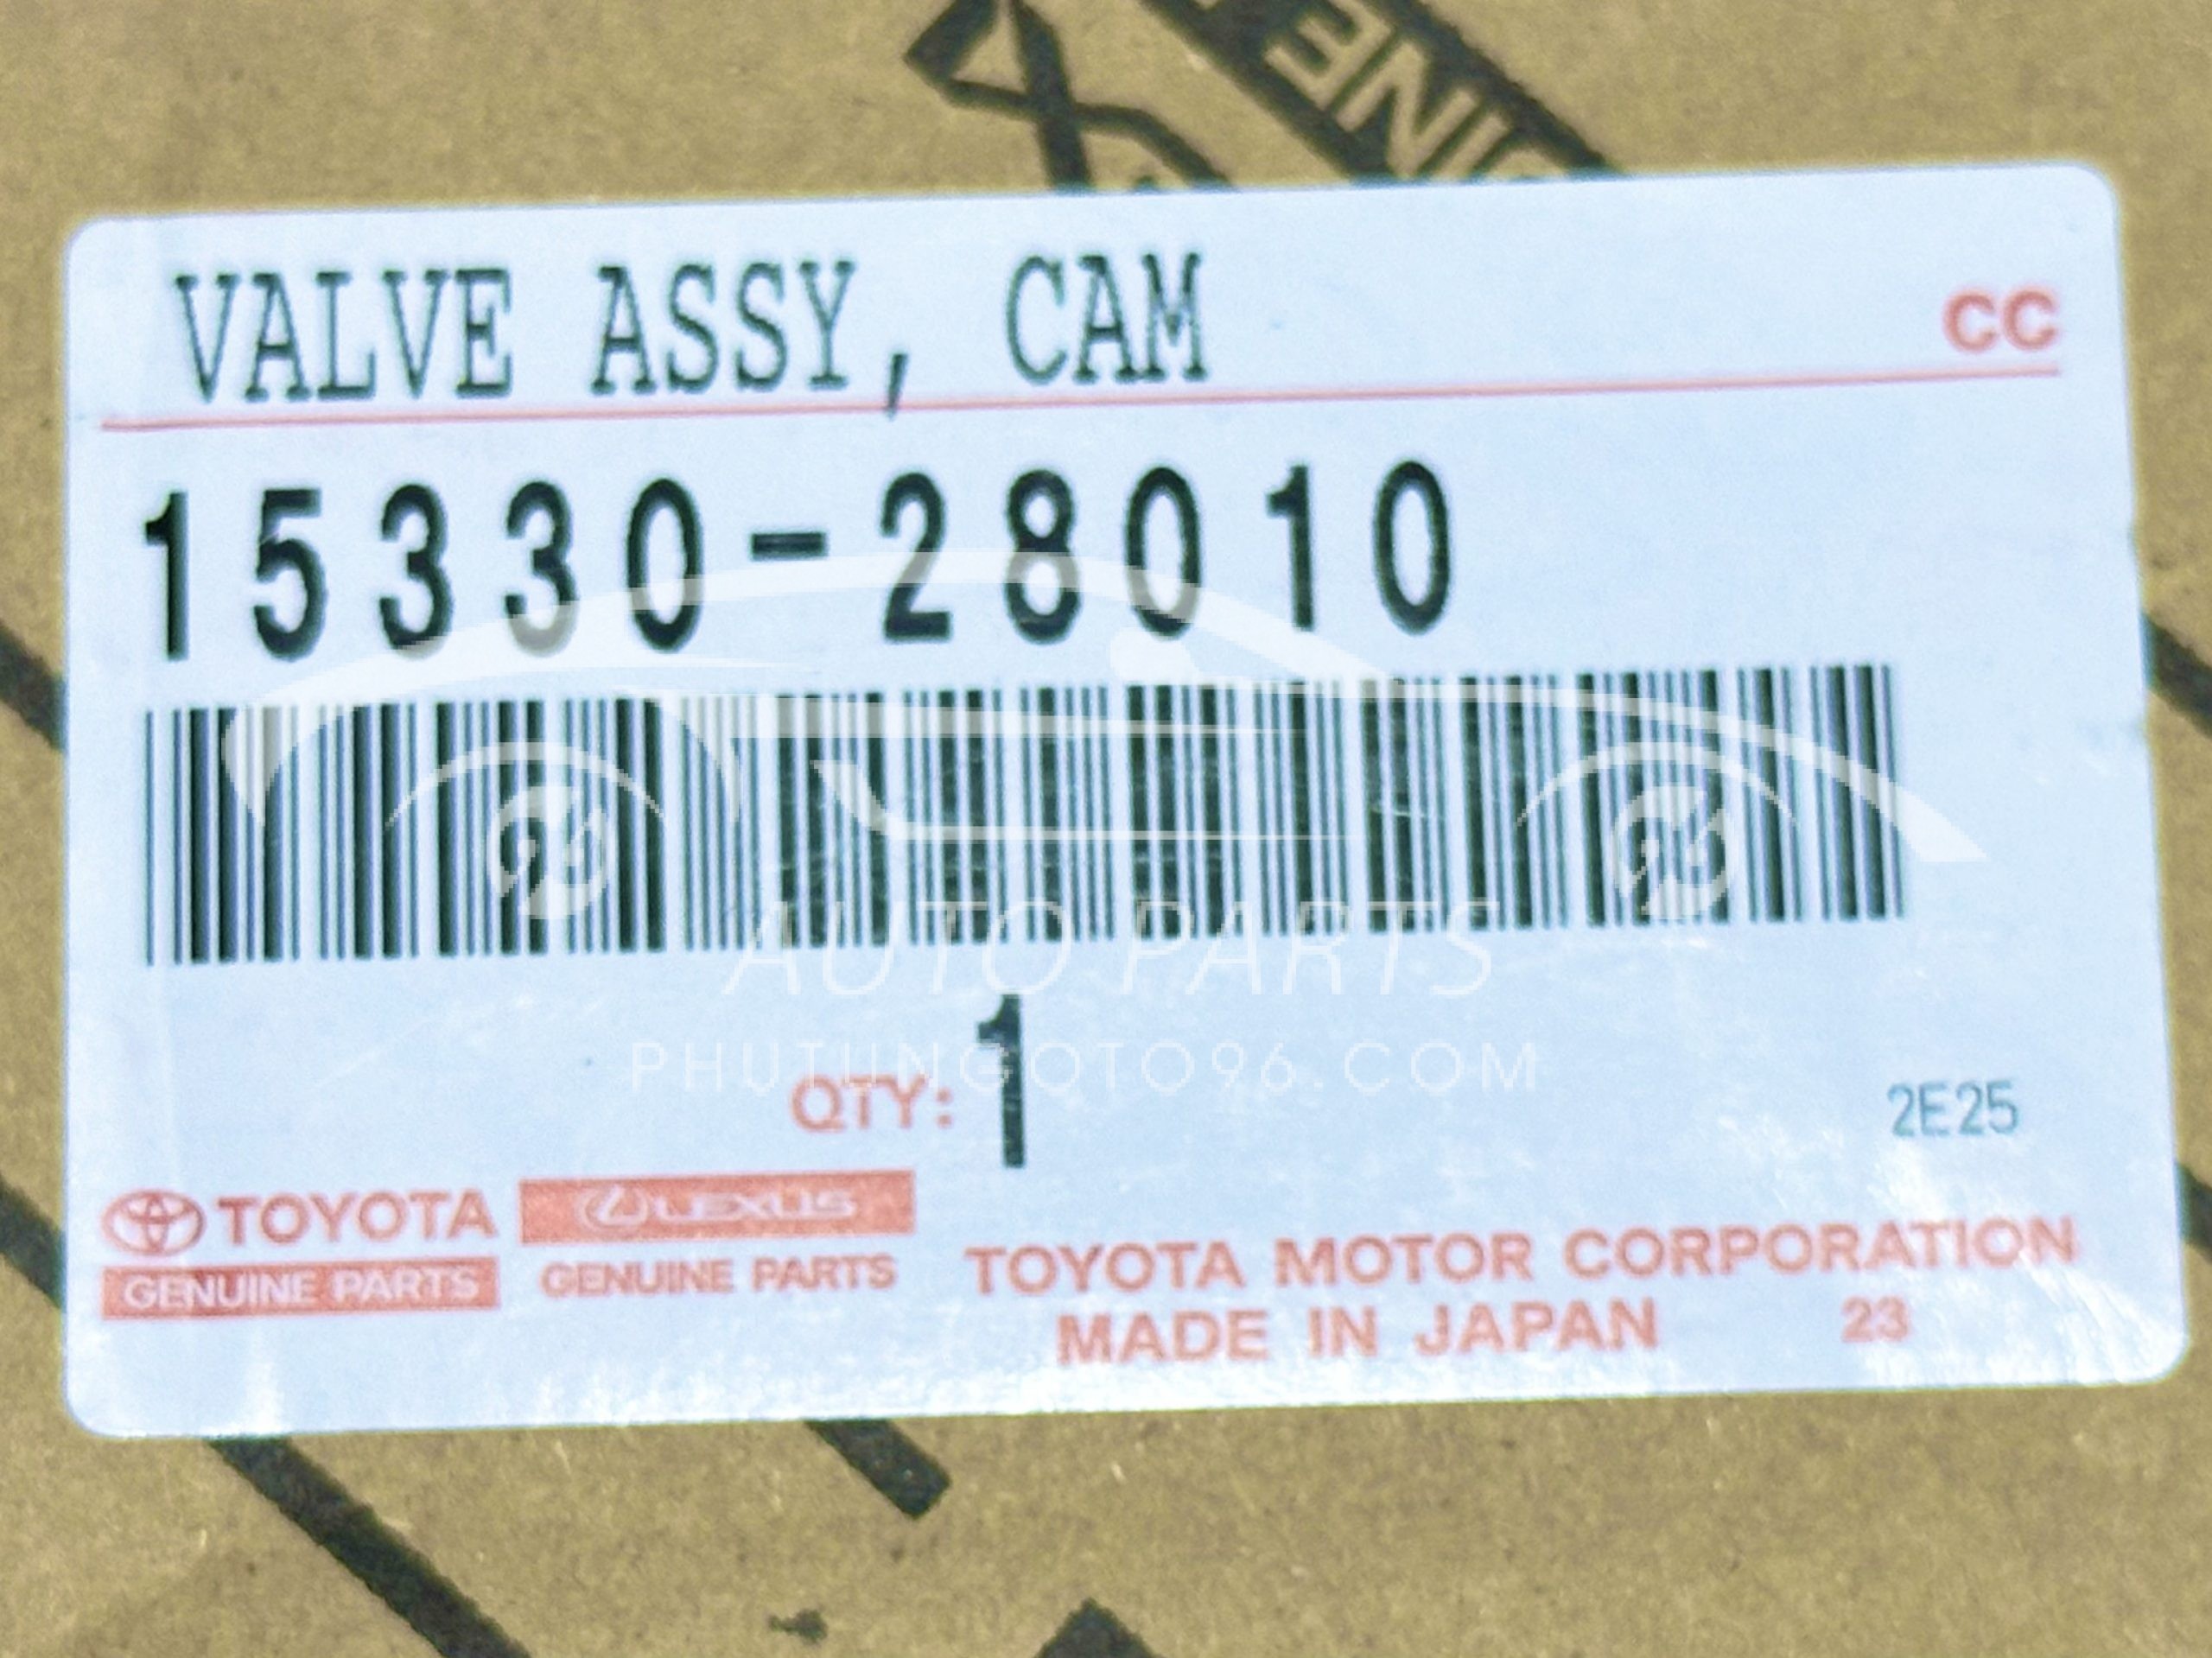 VALVE ASSY, CAM
CC
15330-28010
AUTO PARTS
PHUTUNGOTO96.COM
QTY: 1
2E25
TOYOTA
GENUINE PARTS
LEXUS
GENUINE PARTS
TOYOTA MOTOR CORPORATION
MADE IN JAPAN 23